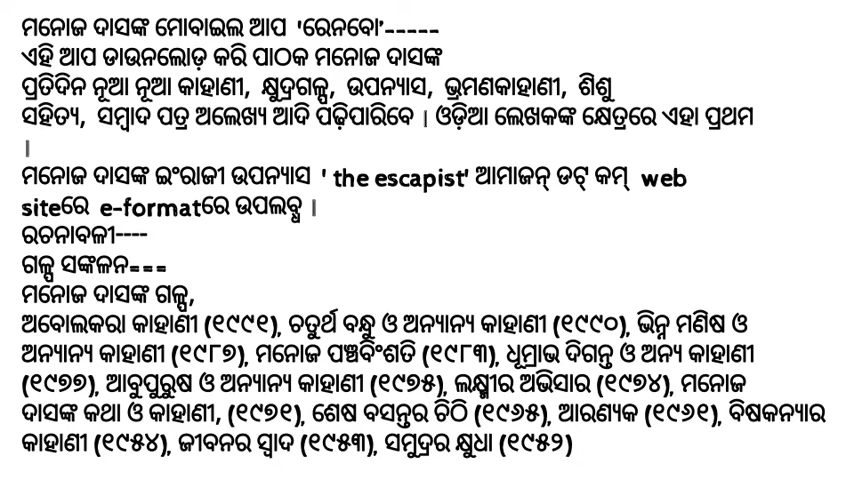 ମନୋଜ ଦାସଙ୍କ ମୋବାଇଲ ଆପ 'ରେନବୋ'-----
ଏହି ଆପ ଡାଉନଲୋଡ଼ କରି ପାଠକ ମନୋଜ ଦାସଙ୍କ
ପ୍ରତିଦିନ ନୂଆ ନୂଆ କାହାଣୀ, କ୍ଷୁଦ୍ରଗଳ୍ପ, ଉପନ୍ୟାସ, ଭ୍ରମଣକାହାଣୀ, ଶିଶୁ
ସହିତ୍ୟ, ସମ୍ବାଦ ପତ୍ର ଅଲେଖ୍ୟ ଆଦି ପଢ଼ିପାରିବେ | ଓଡ଼ିଆ ଲେଖକଙ୍କ କ୍ଷେତ୍ରରେ ଏହା ପ୍ରଥମ
|
ମନୋଜ ଦାସଙ୍କ ଇଂରାଜୀ ଉପନ୍ୟାସ ' the escapist' ଆମାଜନ୍ ଡଟ୍ କମ୍ web
siteରେ e-formatରେ ଉପଲବ୍ଧ |
ରଚନାବଳୀ----
ଗଳ୍ପ ସଙ୍କଳନ===
ମନୋଜ ଦାସଙ୍କ ଗଳ୍ପ,
ଅବୋଲକରା କାହାଣୀ (୧୯୯୧), ଚତୁର୍ଥ ବନ୍ଧୁ ଓ ଅନ୍ୟାନ୍ୟ କାହାଣୀ (୧୯୯୦), ଭିନ୍ନ ମଣିଷ ଓ
ଅନ୍ୟାନ୍ୟ କାହାଣୀ (୧୯୮୭), ମନୋଜ ପଞ୍ଚବିଂଶତି (୧୯୮୩), ଧୂମ୍ରାଭ ଦିଗନ୍ତ ଓ ଅନ୍ୟ କାହାଣୀ
(୧୯୭୭), ଆବୁପୁରୁଷ ଓ ଅନ୍ୟାନ୍ୟ କାହାଣୀ (୧୯୭୫), ଲକ୍ଷ୍ମୀର ଅଭିସାର (୧୯୭୪), ମନୋଜ
ଦାସଙ୍କ କଥା ଓ କାହାଣୀ, (୧୯୭୧), ଶେଷ ବସନ୍ତର ଚିଠି (୧୯୬୫), ଆରଣ୍ୟକ (୧୯୬୧), ବିଷକନ୍ୟାର
କାହାଣୀ (୧୯୫୪), ଜୀବନର ସ୍ୱାଦ (୧୯୫୩), ସମୁଦ୍ରର କ୍ଷୁଧା (୧୯୫୨)